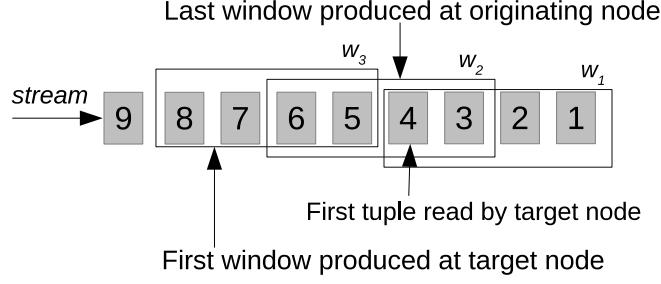 Last window produced at originating node
w3
w2
w1
stream
9 8 7 6 5 4 3 2 1
First tuple read by target node
First window produced at target node